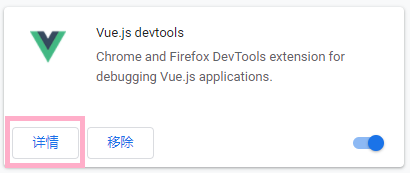 Vue.js devtools
Chrome and Firefox DevTools extension for
debugging Vue.js applications.
详情
移除